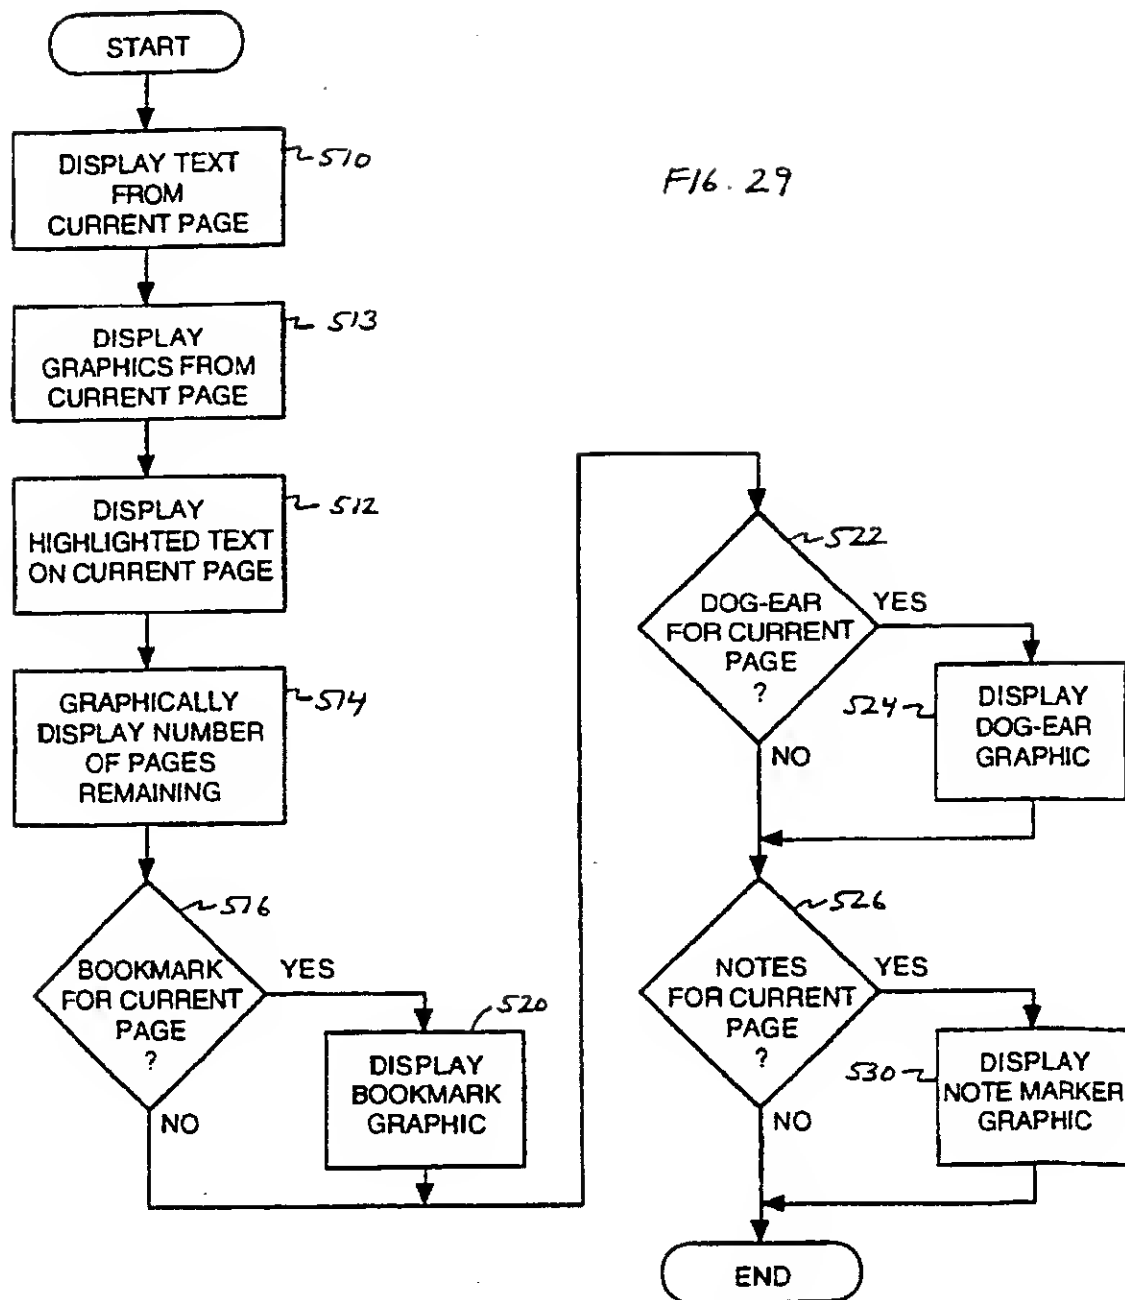 START
DISPLAY TEXT
FROM
CURRENT PAGE
510
FIG. 29
DISPLAY
GRAPHICS FROM
CURRENT PAGE
513
DISPLAY
HIGHLIGHTED TEXT
ON CURRENT PAGE
512
GRAPHICALLY
DISPLAY NUMBER
OF PAGES
REMAINING
514
516
BOOKMARK
FOR CURRENT
PAGE
?
YES
NO
520
DISPLAY
BOOKMARK
GRAPHIC
522
DOG-EAR
FOR CURRENT
PAGE
?
YES
NO
524
DISPLAY
DOG-EAR
GRAPHIC
526
NOTES
FOR CURRENT
PAGE
?
YES
NO
530
DISPLAY
NOTE MARKER
GRAPHIC
END